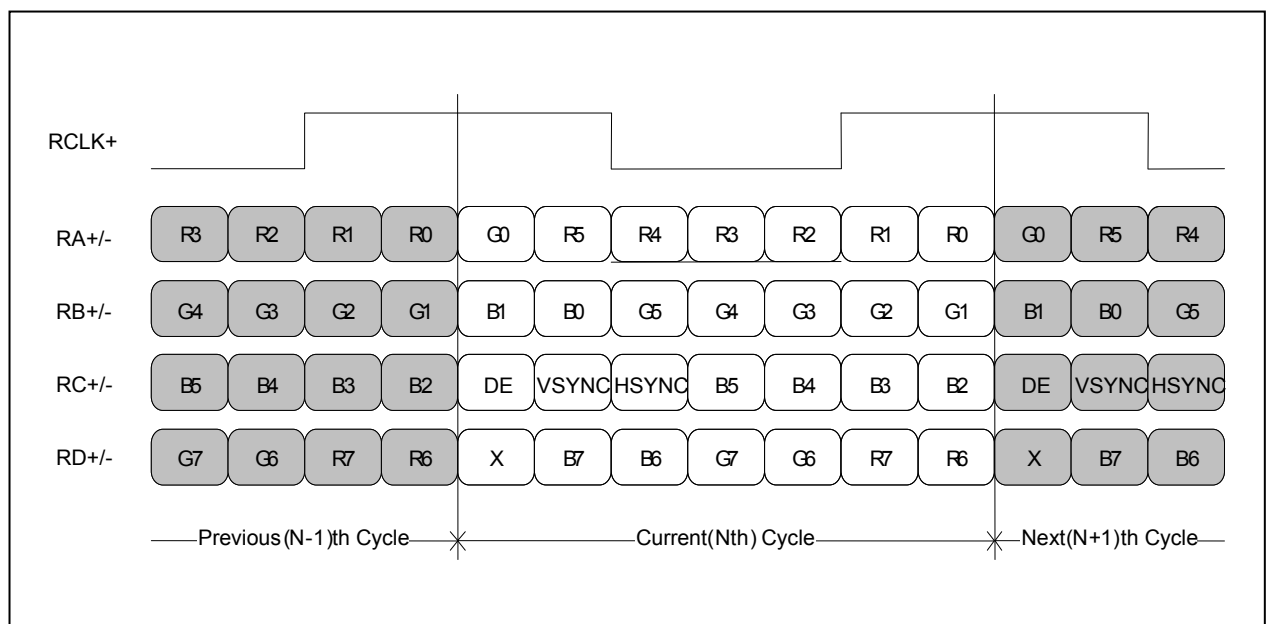 RCLK+
RA+/- R3 R2 R1 R0 G0 R5 R4 R3 R2 R1 R0 G0 R5 R4
RB+/- G4 G3 G2 G1 B1 B0 G5 G4 G3 G2 G1 B1 B0 G5
RC+/- B5 B4 B3 B2 DE VSYNC HSYNC B5 B4 B3 B2 DE VSYNC HSYNC
RD+/- G7 G6 R7 R6 X B7 B6 G7 G6 R7 R6 X B7 B6
Previous(N-1)th Cycle Current(Nth) Cycle Next(N+1)th Cycle